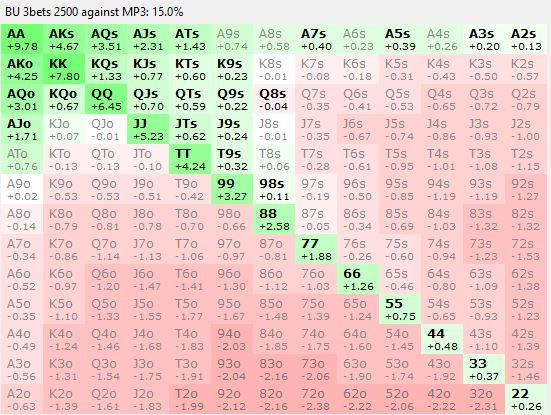 BU 3bets 2500 against MP3: 15.0%
AA AKs AQs AJs ATs A9s A8s A7s A6s A5s A4s A3s A2s
+9.78 +4.67 +3.51 +2.31 +1.43 +0.74 +0.58 +0.40 +0.23 +0.39 +0.26 +0.20 +0.13
AKo KK KQs KJs KTs K9s K8s K7s K6s K5s K4s K3s K2s
+4.25 +7.80 +1.33 +0.77 +0.60 +0.23 -0.01 -0.08 -0.18 -0.31 -0.43 -0.50 -0.57
AQo KQo QQ QJs QTs Q9s Q8s Q7s Q6s Q5s Q4s Q3s Q2s
+3.01 +0.67 +6.45 +0.70 +0.59 +0.22 -0.04 -0.35 -0.41 -0.53 -0.65 -0.72 -0.79
AJo KJo QJo JJ JTs J9s J8s J7s J6s J5s J4s J3s J2s
+1.71 +0.07 -0.01 +5.23 +0.62 +0.24 -0.01 -0.35 -0.67 -0.74 -0.86 -0.93 -1.00
ATo KTo QTo JTo TT T9s T8s T7s T6s T5s T4s T3s T2s
+0.76 -0.13 -0.10 -0.10 +4.24 +0.32 +0.06 -0.28 -0.61 -0.95 -1.01 -1.08 -1.15
A9o K9o Q9o J9o T9o 99 98s 97s 96s 95s 94s 93s 92s
+0.02 -0.53 -0.53 -0.51 -0.42 +3.27 +0.11 -0.19 -0.50 -0.85 -1.19 -1.19 -1.27
A8o K8o Q8o J8o T8o 98o 88 87s 86s 85s 84s 83s 82s
-0.14 -0.79 -0.81 -0.78 -0.70 -0.66 +2.58 -0.05 -0.34 -0.69 -1.03 -1.32 -1.32
A7o K7o Q7o J7o T7o 97o 87o 77 76s 75s 74s 73s 72s
-0.34 -0.86 -1.14 -1.13 -1.06 -0.97 -0.81 +1.88 -0.26 -0.60 -0.94 -1.23 -1.53
A6o K6o Q6o J6o T6o 96o 86o 76o 66 65s 64s 63s 62s
-0.52 -0.97 -1.20 -1.47 -1.41 -1.30 -1.12 -1.03 +1.26 -0.46 -0.80 -1.09 -1.38
A5o K5o Q5o J5o T5o 95o 85o 75o 65o 55 54s 53s 52s
-0.35 -1.10 -1.33 -1.55 -1.77 -1.67 -1.48 -1.39 -1.24 +0.75 -0.65 -0.93 -1.23
A4o K4o Q4o J4o T4o 94o 84o 74o 64o 54o 44 43s 42s
-0.49 -1.24 -1.46 -1.68 -1.83 -2.03 -1.85 -1.75 -1.60 -1.45 +0.48 -1.10 -1.39
A3o K3o Q3o J3o T3o 93o 83o 73o 63o 53o 43o 33 32s
-0.56 -1.31 -1.54 -1.75 -1.91 -2.04 -2.16 -2.06 -1.90 -1.74 -1.92 +0.37 -1.46
A2o K2o Q2o J2o T2o 92o 82o 72o 62o 52o 42o 32o 22
-0.63 -1.39 -1.61 -1.83 -1.99 -2.12 -2.16 -2.38 -2.22 -2.06 -2.22 -2.31 +0.26